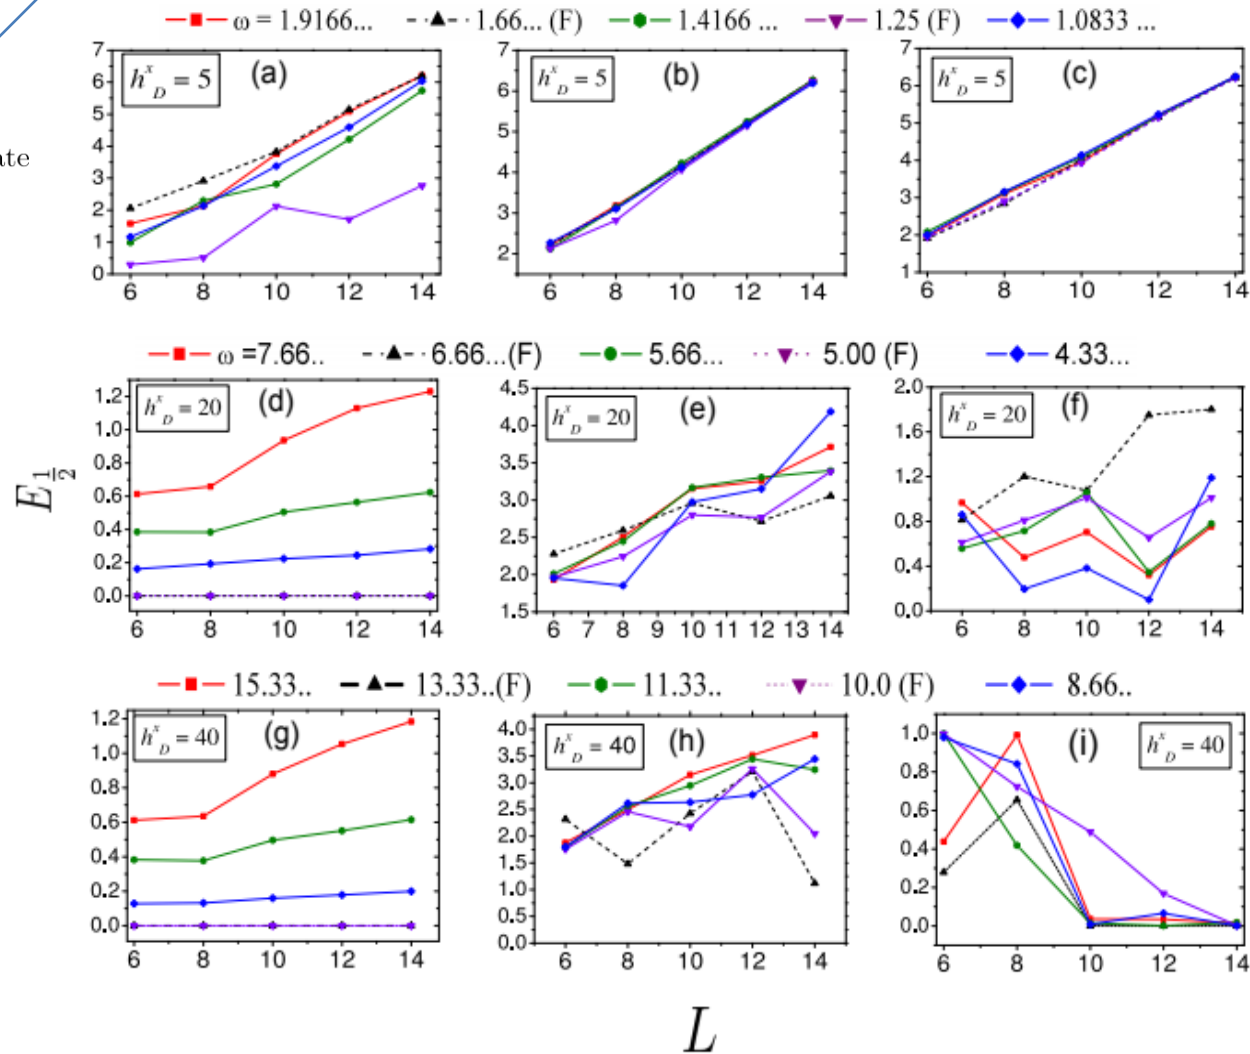 ω = 1.9166... 1.66... (F) 1.4166 ... 1.25 (F) 1.0833 ...
7 6 5 4 3 2 1 0
h^x_D = 5 (a)
6 8 10 12 14
7 6 5 4 3 2
h^x_D = 5 (b)
6 8 10 12 14
7 6 5 4 3 2 1
h^x_D = 5 (c)
6 8 10 12 14
ate
ω =7.66.. 6.66...(F) 5.66... 5.00 (F) 4.33...
1.2 1.0 0.8 0.6 0.4 0.2 0.0
h^x_D = 20 (d)
6 8 10 12 14
4.5 4.0 3.5 3.0 2.5 2.0 1.5
h^x_D = 20 (e)
6 7 8 9 10 11 12 13 14
2.0 1.6 1.2 0.8 0.4 0.0
h^x_D = 20 (f)
6 8 10 12 14
E_{1/2}
15.33.. 13.33..(F) 11.33.. 10.0 (F) 8.66..
1.2 1.0 0.8 0.6 0.4 0.2 0.0
h^x_D = 40 (g)
6 8 10 12 14
4.0 3.5 3.0 2.5 2.0 1.5 1.0 0.5 0.0
h^x_D = 40 (h)
6 8 10 12 14
1.0 0.8 0.6 0.4 0.2 0.0
(i) h^x_D = 40
6 8 10 12 14
L